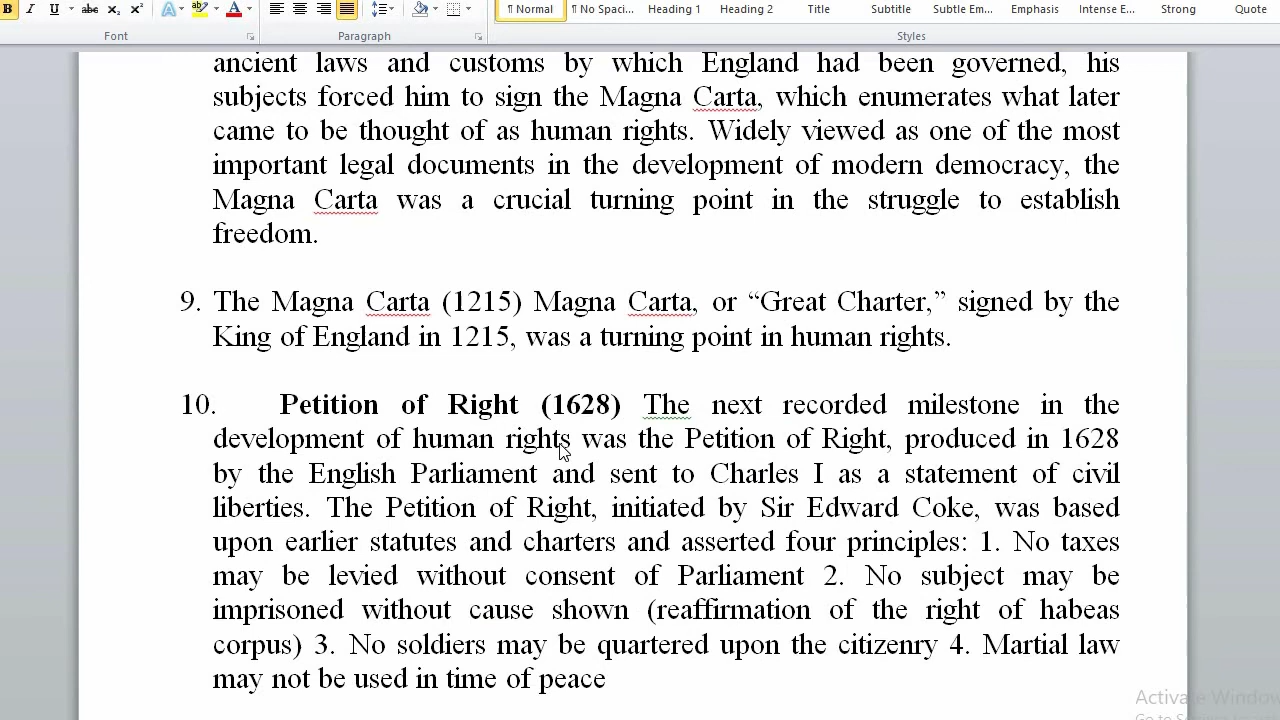 B I U abc x₂ x² A ab A
¶ Normal ¶ No Spaci... Heading 1 Heading 2 Title Subtitle Subtle Em... Emphasis Intense E... Strong Quote
Font Paragraph Styles
ancient laws and customs by which England had been governed, his
subjects forced him to sign the Magna Carta, which enumerates what later
came to be thought of as human rights. Widely viewed as one of the most
important legal documents in the development of modern democracy, the
Magna Carta was a crucial turning point in the struggle to establish
freedom.
9. The Magna Carta (1215) Magna Carta, or “Great Charter,” signed by the
King of England in 1215, was a turning point in human rights.
10. Petition of Right (1628) The next recorded milestone in the
development of human rights was the Petition of Right, produced in 1628
by the English Parliament and sent to Charles I as a statement of civil
liberties. The Petition of Right, initiated by Sir Edward Coke, was based
upon earlier statutes and charters and asserted four principles: 1. No taxes
may be levied without consent of Parliament 2. No subject may be
imprisoned without cause shown (reaffirmation of the right of habeas
corpus) 3. No soldiers may be quartered upon the citizenry 4. Martial law
may not be used in time of peace
Activate Window